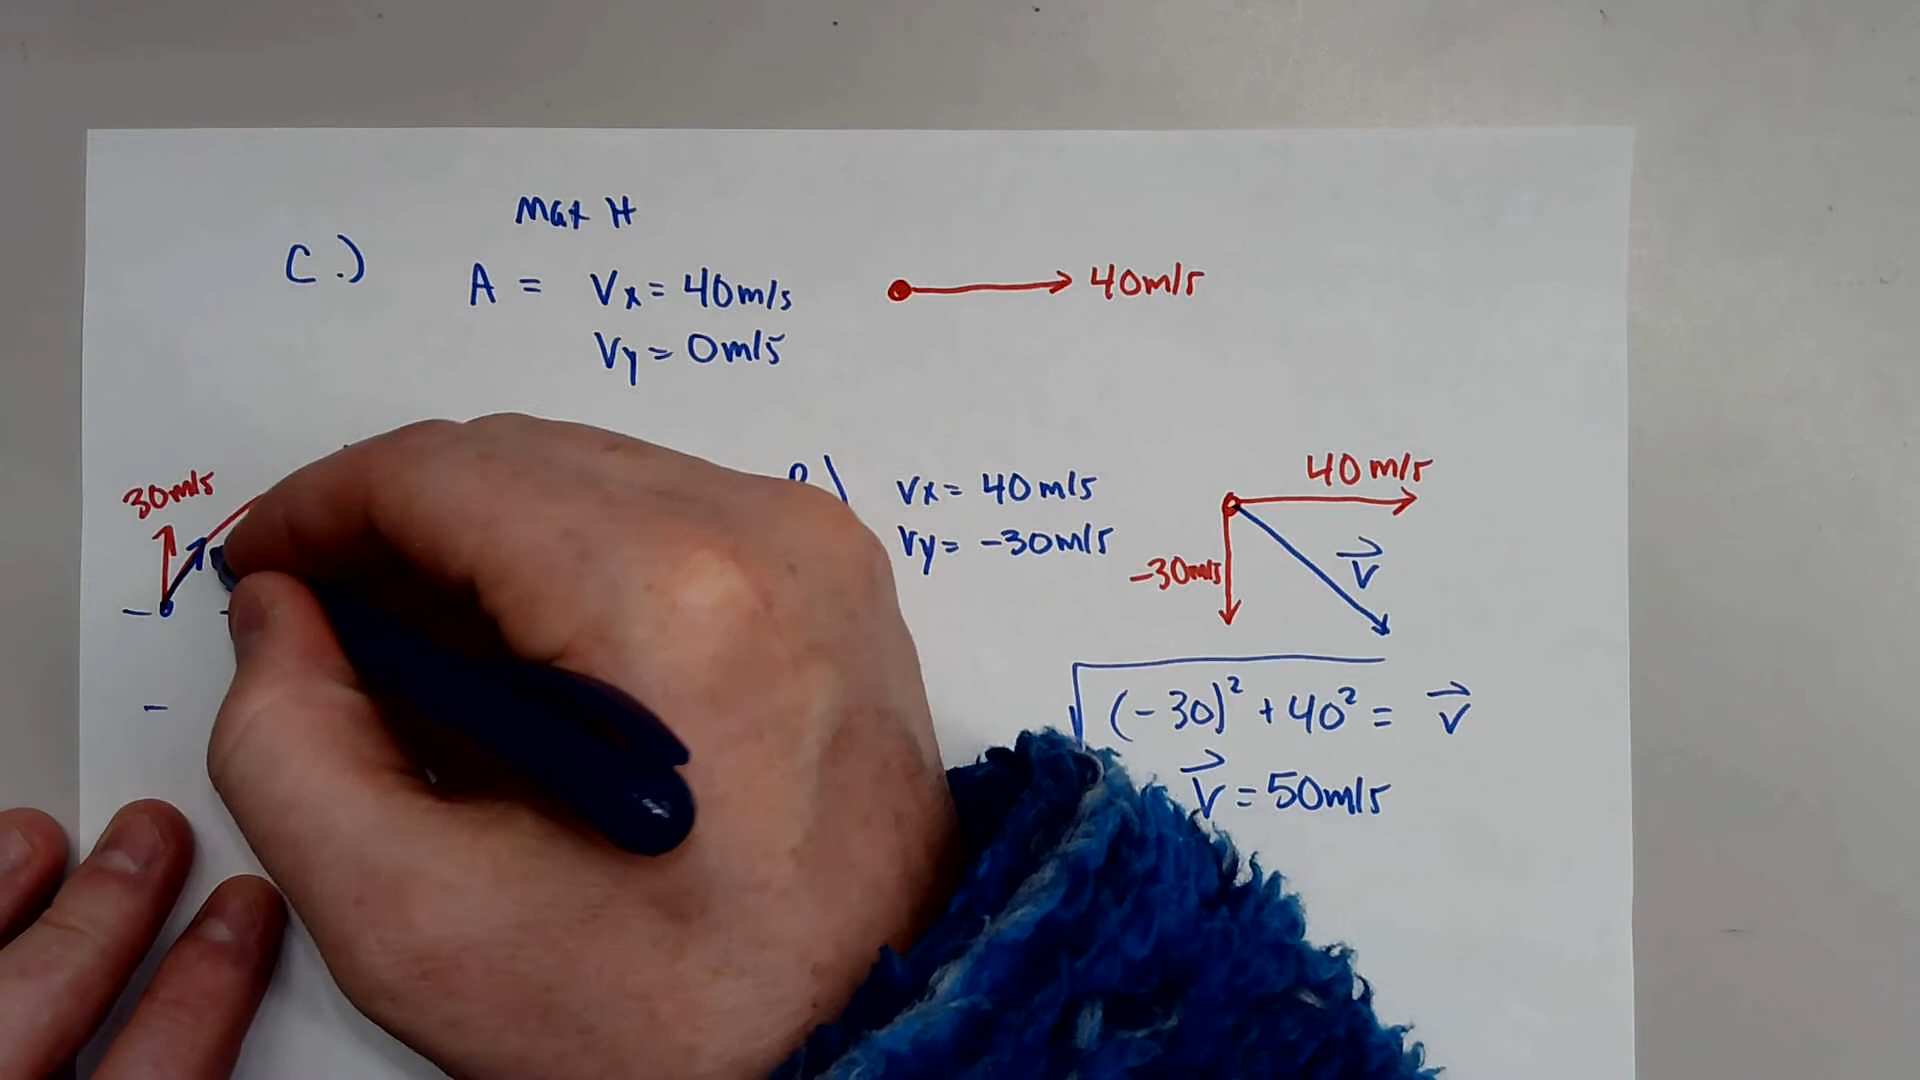 Max H
C.) A = Vx = 40m/s 40m/s
Vy = 0m/s
30m/s
Vx = 40m/s
Vy = -30m/s
40m/s
-30m/s
V
√(-30)² + 40² = V
V = 50m/s